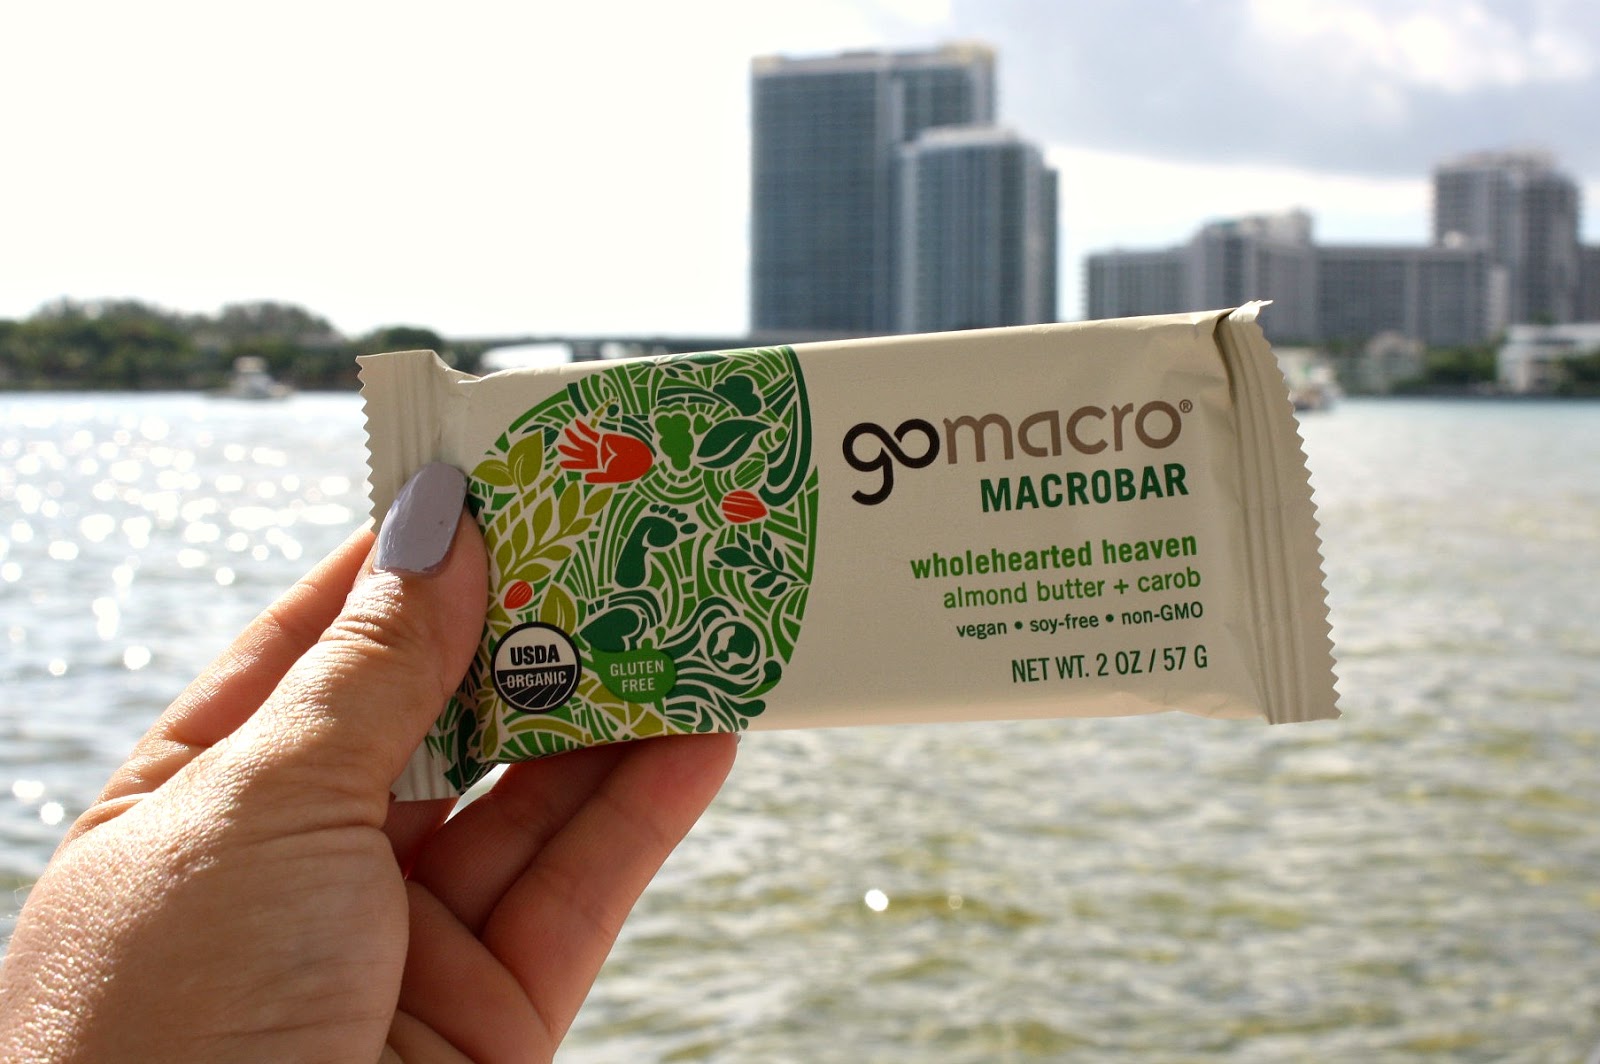 gomacro®
MACROBAR
wholehearted heaven
almond butter + carob
vegan • soy-free • non-GMO
NET WT. 2 OZ / 57 G
USDA
ORGANIC
GLUTEN
FREE